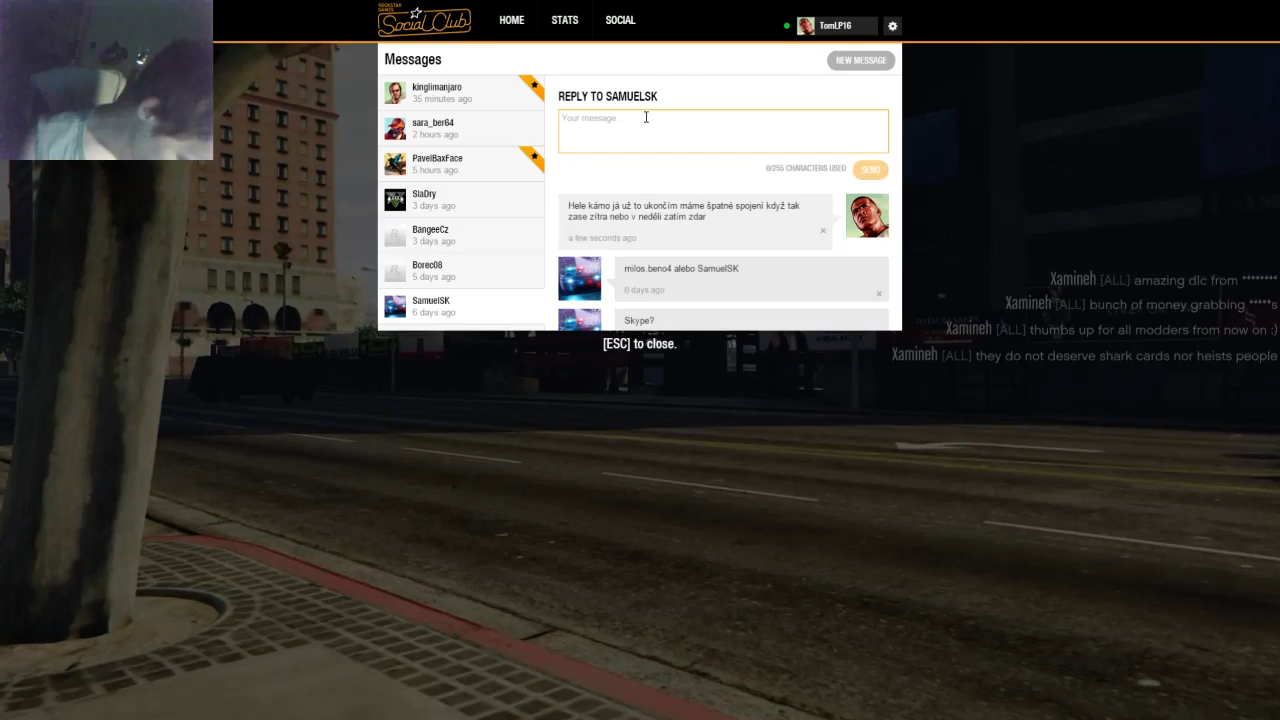 ROCKSTAR
GAMES
Social Club
HOME STATS SOCIAL
TomLP16
Messages
NEW MESSAGE
kinglimanjaro
35 minutes ago
sara_ber64
2 hours ago
PavelBaxFace
5 hours ago
SlaDry
3 days ago
BangeeCz
3 days ago
Borec08
5 days ago
SamuelSK
6 days ago
REPLY TO SAMUELSK
Your message...
0/255 CHARACTERS USED
SEND
Hele kámo já už to ukončím máme špatné spojení když tak
zase zítra nebo v neděli zatím zdar
a few seconds ago
milos.beno4 alebo SamuelSK
6 days ago
Skype?
[ESC] to close.
Xamineh [ALL] amazing dlc from ********
Xamineh [ALL] bunch of money grabbing *****s
Xamineh [ALL] thumbs up for all modders from now on :)
Xamineh [ALL] they do not deserve shark cards nor heists people